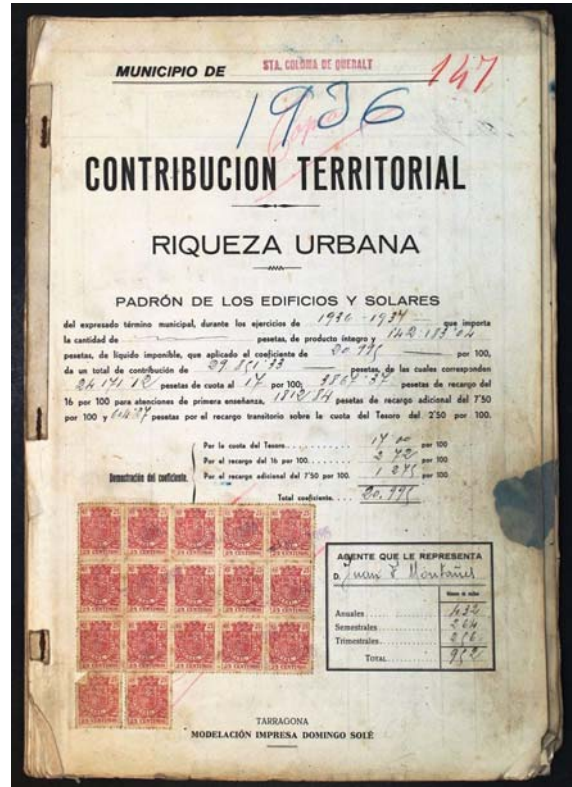 MUNICIPIO DE STA. COLOMA DE QUERALT 147
1936
Copia
CONTRIBUCION TERRITORIAL
RIQUEZA URBANA
PADRÓN DE LOS EDIFICIOS Y SOLARES
del expresado término municipal, durante los ejercicios de 1936-1937 que importa
la cantidad de pesetas, de producto íntegro y 142.183'04
pesetas, de líquido imponible, que aplicado el coeficiente de 20.995 por 100,
da un total de contribución de 29.851'33 pesetas, de las cuales corresponden
24.171'12 pesetas de cuota al 17 por 100; 3867'37 pesetas de recargo del
16 por 100 para atenciones de primera enseñanza, 1812'84 pesetas de recargo adicional del 7'50
por 100 y 604'27 pesetas por el recargo transitorio sobre la cuota del Tesoro del 2'50 por 100.
Demostración del coeficiente.
Por la cuota del Tesoro 17'00 por 100
Por el recargo del 16 por 100 2 72 por 100
Por el recargo adicional del 7'50 por 100. 1 275 por 100
Total coeficiente. 20.995
AGENTE QUE LE REPRESENTA
D. Juan Montañés
Anuales 432
Semestrales 264
Trimestrales 256
TOTAL 952
25 CENTIMOS
TARRAGONA
MODELACIÓN IMPRESA DOMINGO SOLÉ